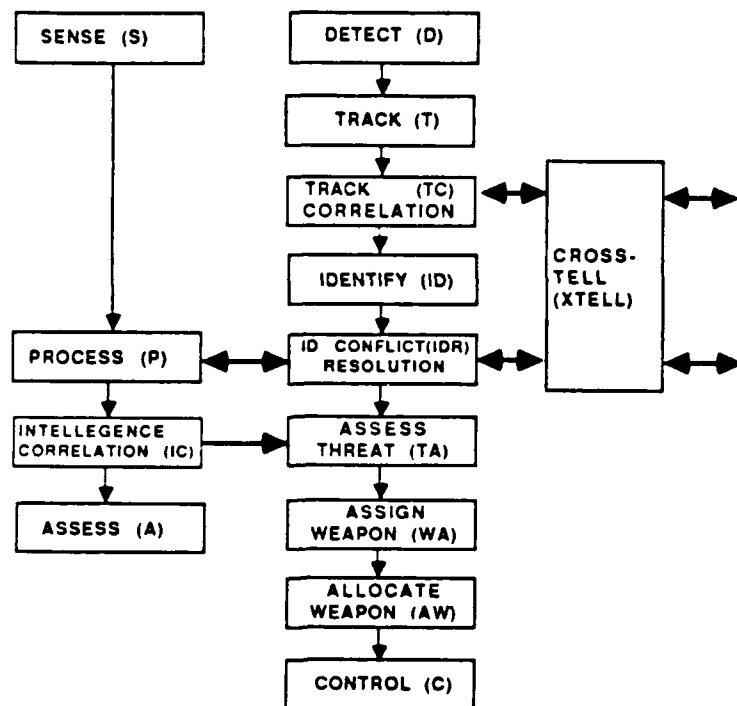 SENSE (S)
DETECT (D)
TRACK (T)
TRACK (TC)
CORRELATION
CROSS-
TELL
(XTELL)
IDENTIFY (ID)
PROCESS (P)
ID CONFLICT(IDR)
RESOLUTION
INTELLEGENCE
CORRELATION (IC)
ASSESS
THREAT (TA)
ASSESS (A)
ASSIGN
WEAPON (WA)
ALLOCATE
WEAPON (AW)
CONTROL (C)